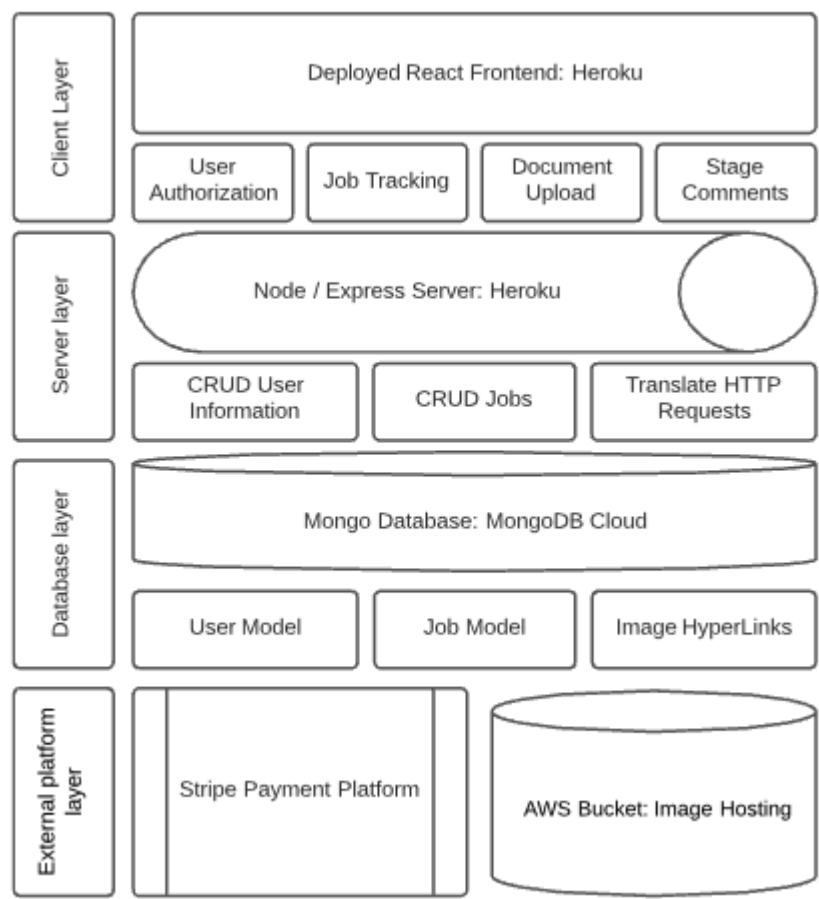 Client Layer
Deployed React Frontend: Heroku
User
Authorization
Job Tracking
Document
Upload
Stage
Comments
Server layer
Node / Express Server: Heroku
CRUD User
Information
CRUD Jobs
Translate HTTP
Requests
Database layer
Mongo Database: MongoDB Cloud
User Model
Job Model
Image HyperLinks
External platform
layer
Stripe Payment Platform
AWS Bucket: Image Hosting